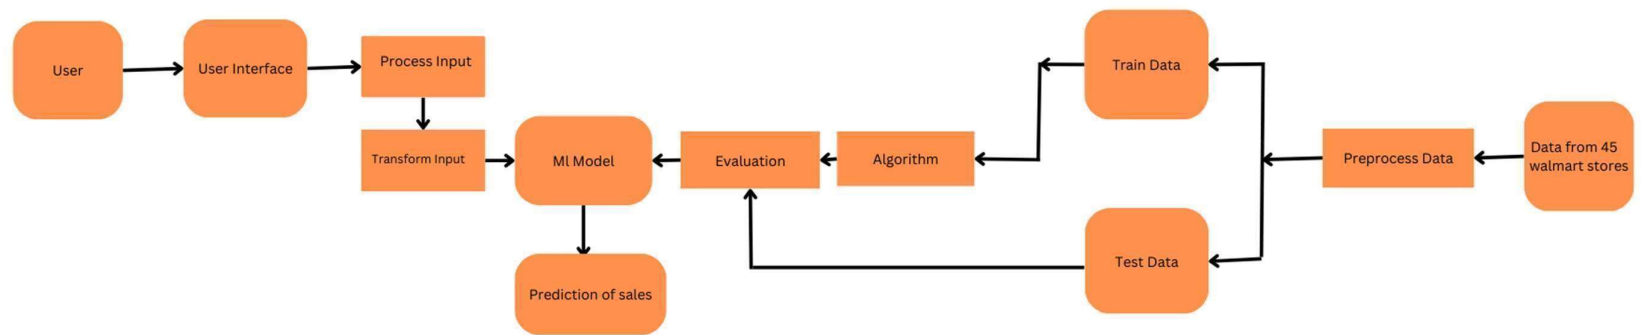 User
User Interface
Process Input
Transform Input
Ml Model
Prediction of sales
Evaluation
Algorithm
Train Data
Test Data
Preprocess Data
Data from 45
walmart stores